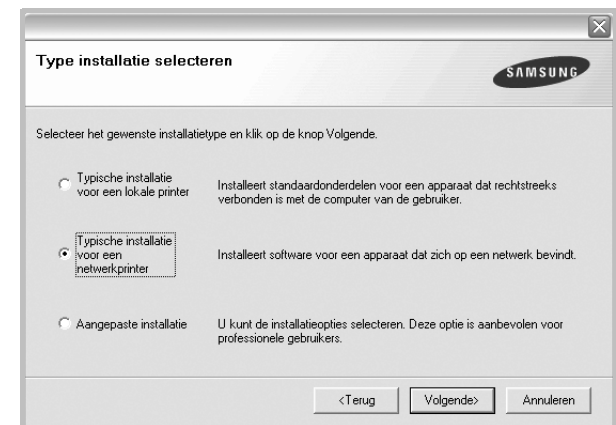 Type installatie selecteren
SAMSUNG
Selecteer het gewenste installatietype en klik op de knop Volgende.
Typische installatie
voor een lokale printer
Installeert standaardonderdelen voor een apparaat dat rechtstreeks
verbonden is met de computer van de gebruiker.
Typische installatie
voor een
netwerkprinter
Installeert software voor een apparaat dat zich op een netwerk bevindt.
Aangepaste installatie
U kunt de installatieopties selecteren. Deze optie is aanbevolen voor
professionele gebruikers.
<Terug
Volgende>
Annuleren